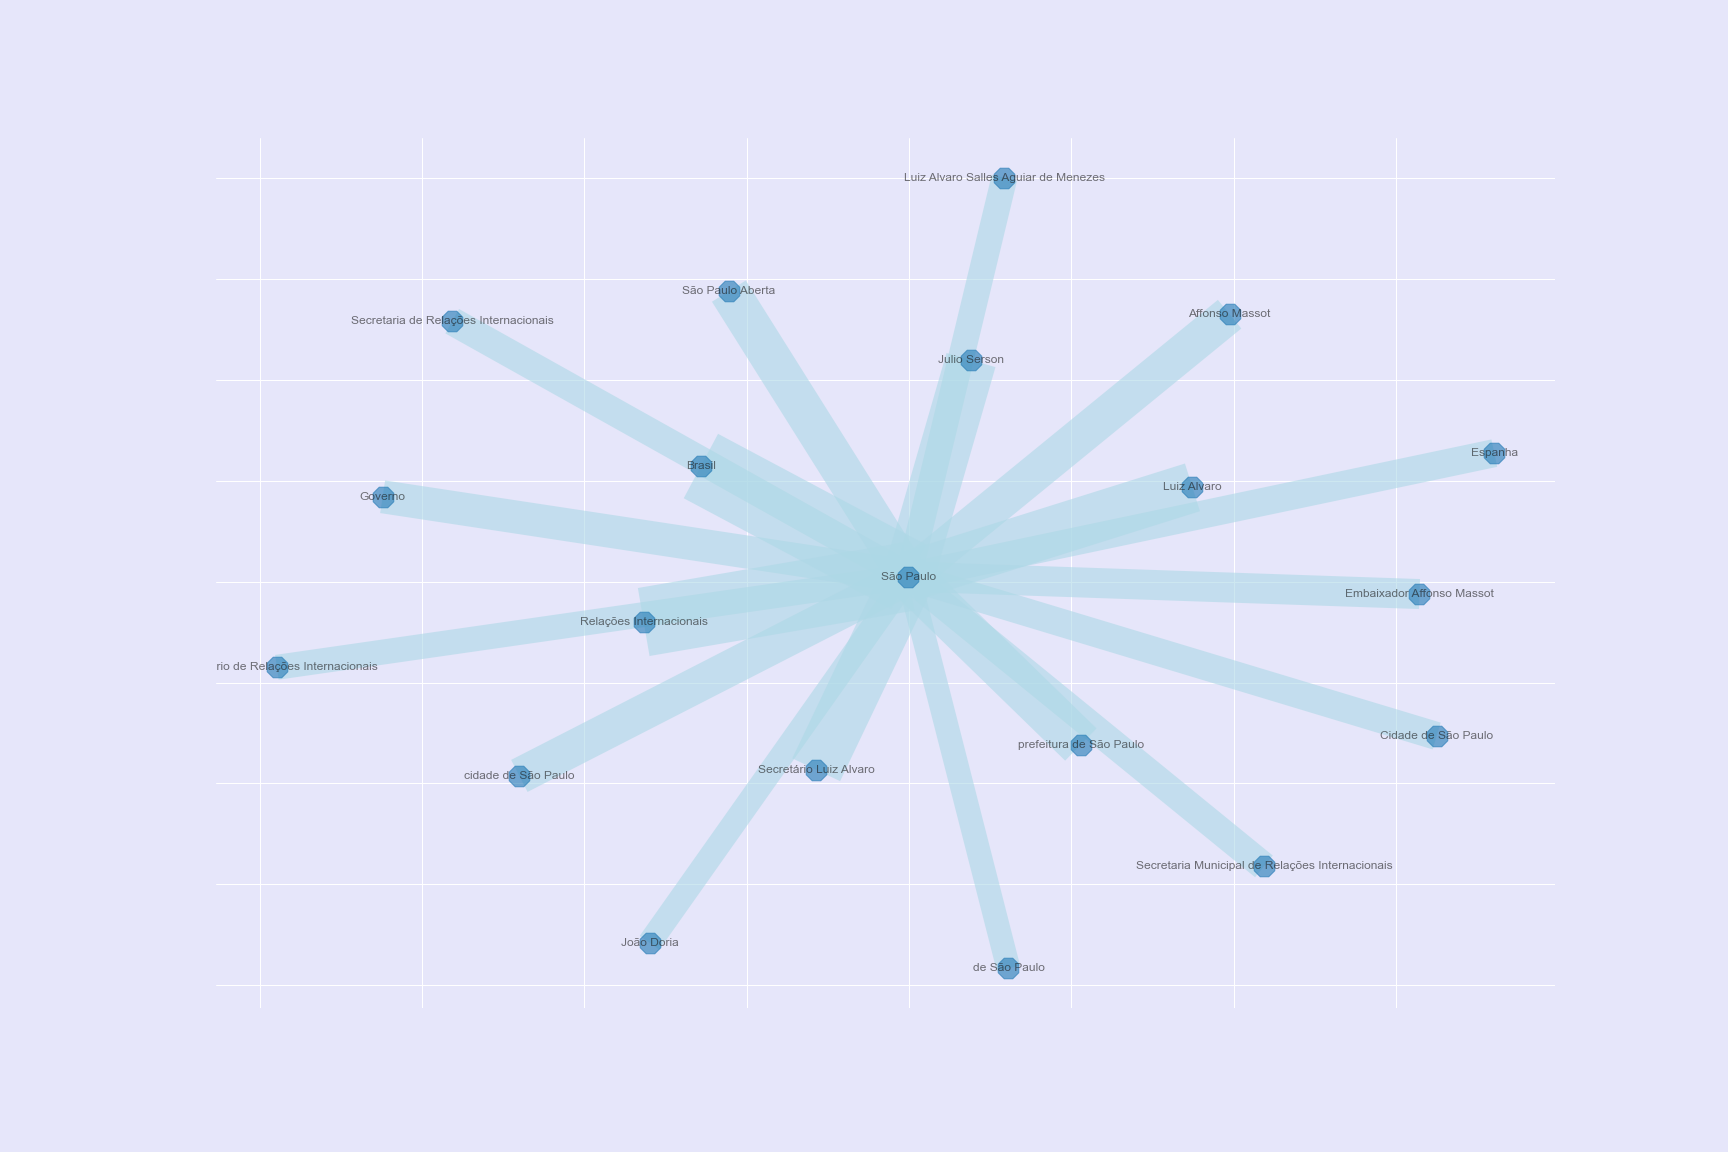 Luiz Alvaro Salles Aguiar de Menezes
São Paulo Aberta
Affonso Massot
Secretaria de Relações Internacionais
Julio Serson
Espanha
Brasil
Luiz Alvaro
Governo
São Paulo
Embaixador Affonso Massot
Relações Internacionais
rio de Relações Internacionais
Cidade de São Paulo
prefeitura de São Paulo
Secretário Luiz Alvaro
cidade de São Paulo
Secretaria Municipal de Relações Internacionais
João Doria
de São Paulo